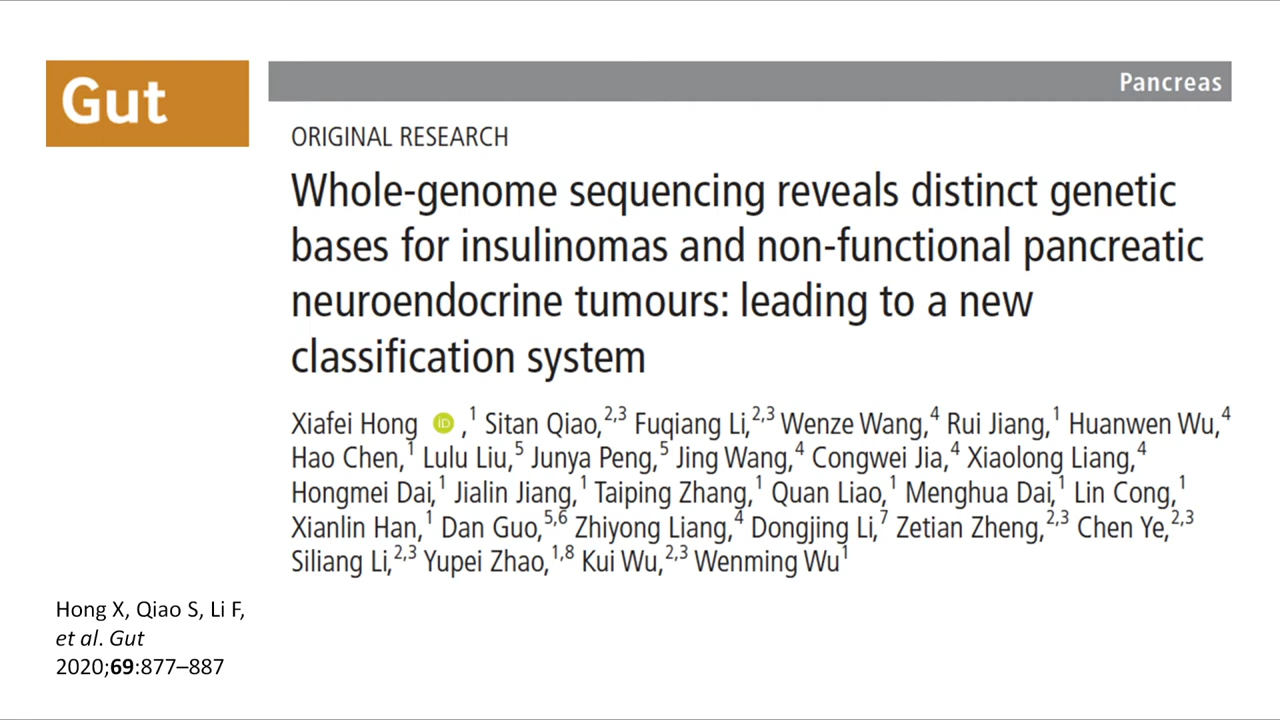 Gut
Pancreas
ORIGINAL RESEARCH
Whole-genome sequencing reveals distinct genetic
bases for insulinomas and non-functional pancreatic
neuroendocrine tumours: leading to a new
classification system
Xiafei Hong iD ,1 Sitan Qiao,2,3 Fuqiang Li,2,3 Wenze Wang,4 Rui Jiang,1 Huanwen Wu,4
Hao Chen,1 Lulu Liu,5 Junya Peng,5 Jing Wang,4 Congwei Jia,4 Xiaolong Liang,4
Hongmei Dai,1 Jialin Jiang,1 Taiping Zhang,1 Quan Liao,1 Menghua Dai,1 Lin Cong,1
Xianlin Han,1 Dan Guo,5,6 Zhiyong Liang,4 Dongjing Li,7 Zetian Zheng,2,3 Chen Ye,2,3
Siliang Li,2,3 Yupei Zhao,1,8 Kui Wu,2,3 Wenming Wu1
Hong X, Qiao S, Li F,
et al. Gut
2020;69:877–887